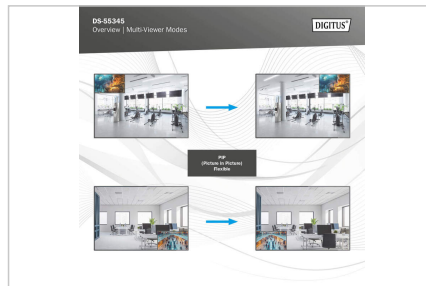 DS-55345
Overview | Multi-Viewer Modes
DIGITUS®
PIP
(Picture in Picture)
Flexible